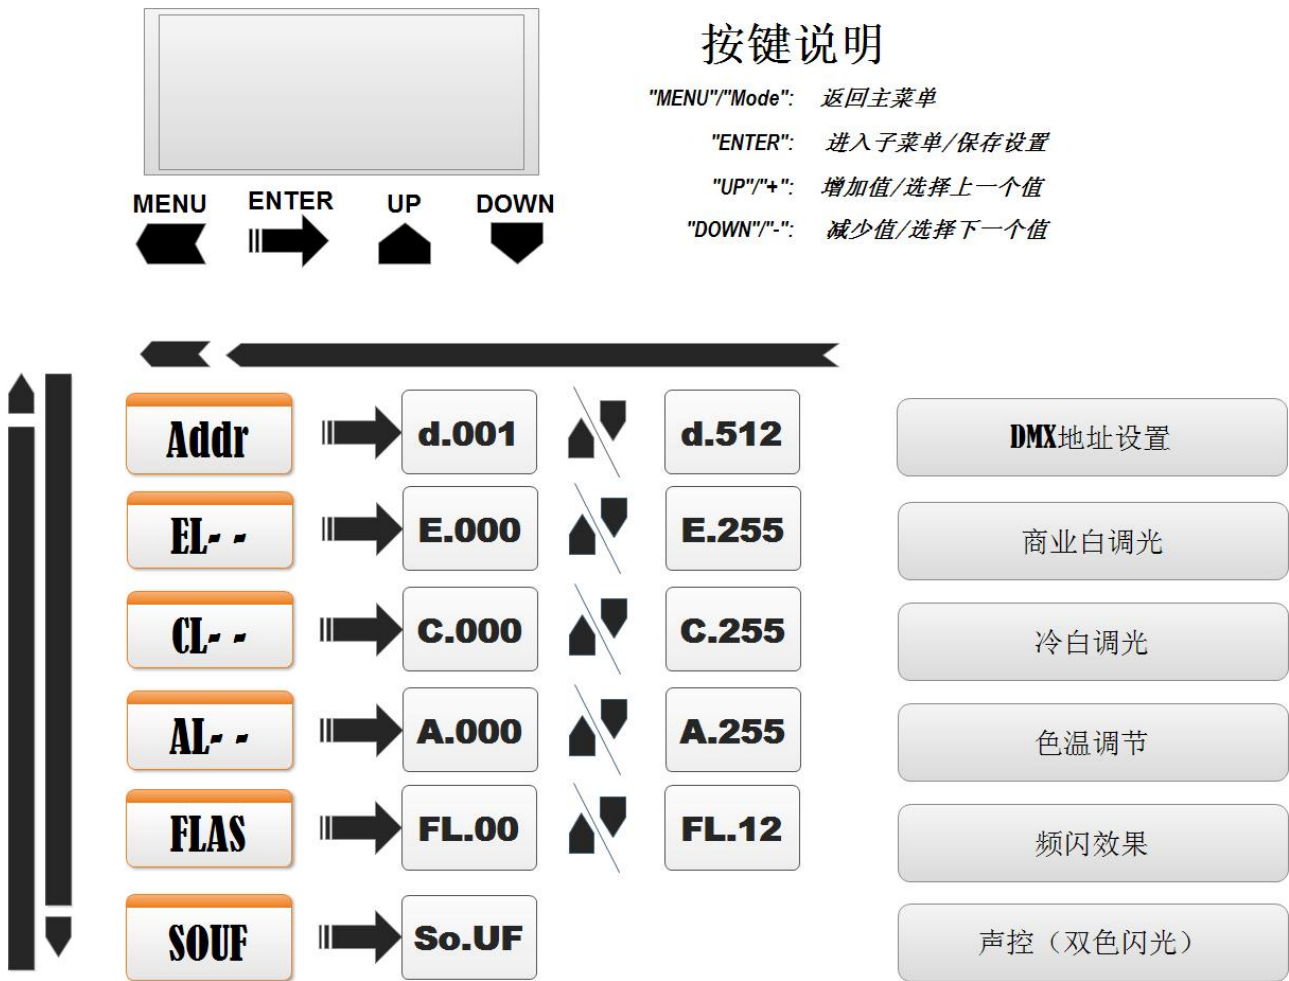 按键说明
"MENU"/"Mode": 返回主菜单
"ENTER": 进入子菜单/保存设置
"UP"/"+": 增加值/选择上一个值
"DOWN"/"-": 减少值/选择下一个值
MENU ENTER UP DOWN
Addr d.001 d.512 DMX地址设置
EL- - E.000 E.255 商业白调光
CL- - C.000 C.255 冷白调光
AL- - A.000 A.255 色温调节
FLAS FL.00 FL.12 频闪效果
SOUF So.UF 声控（双色闪光）